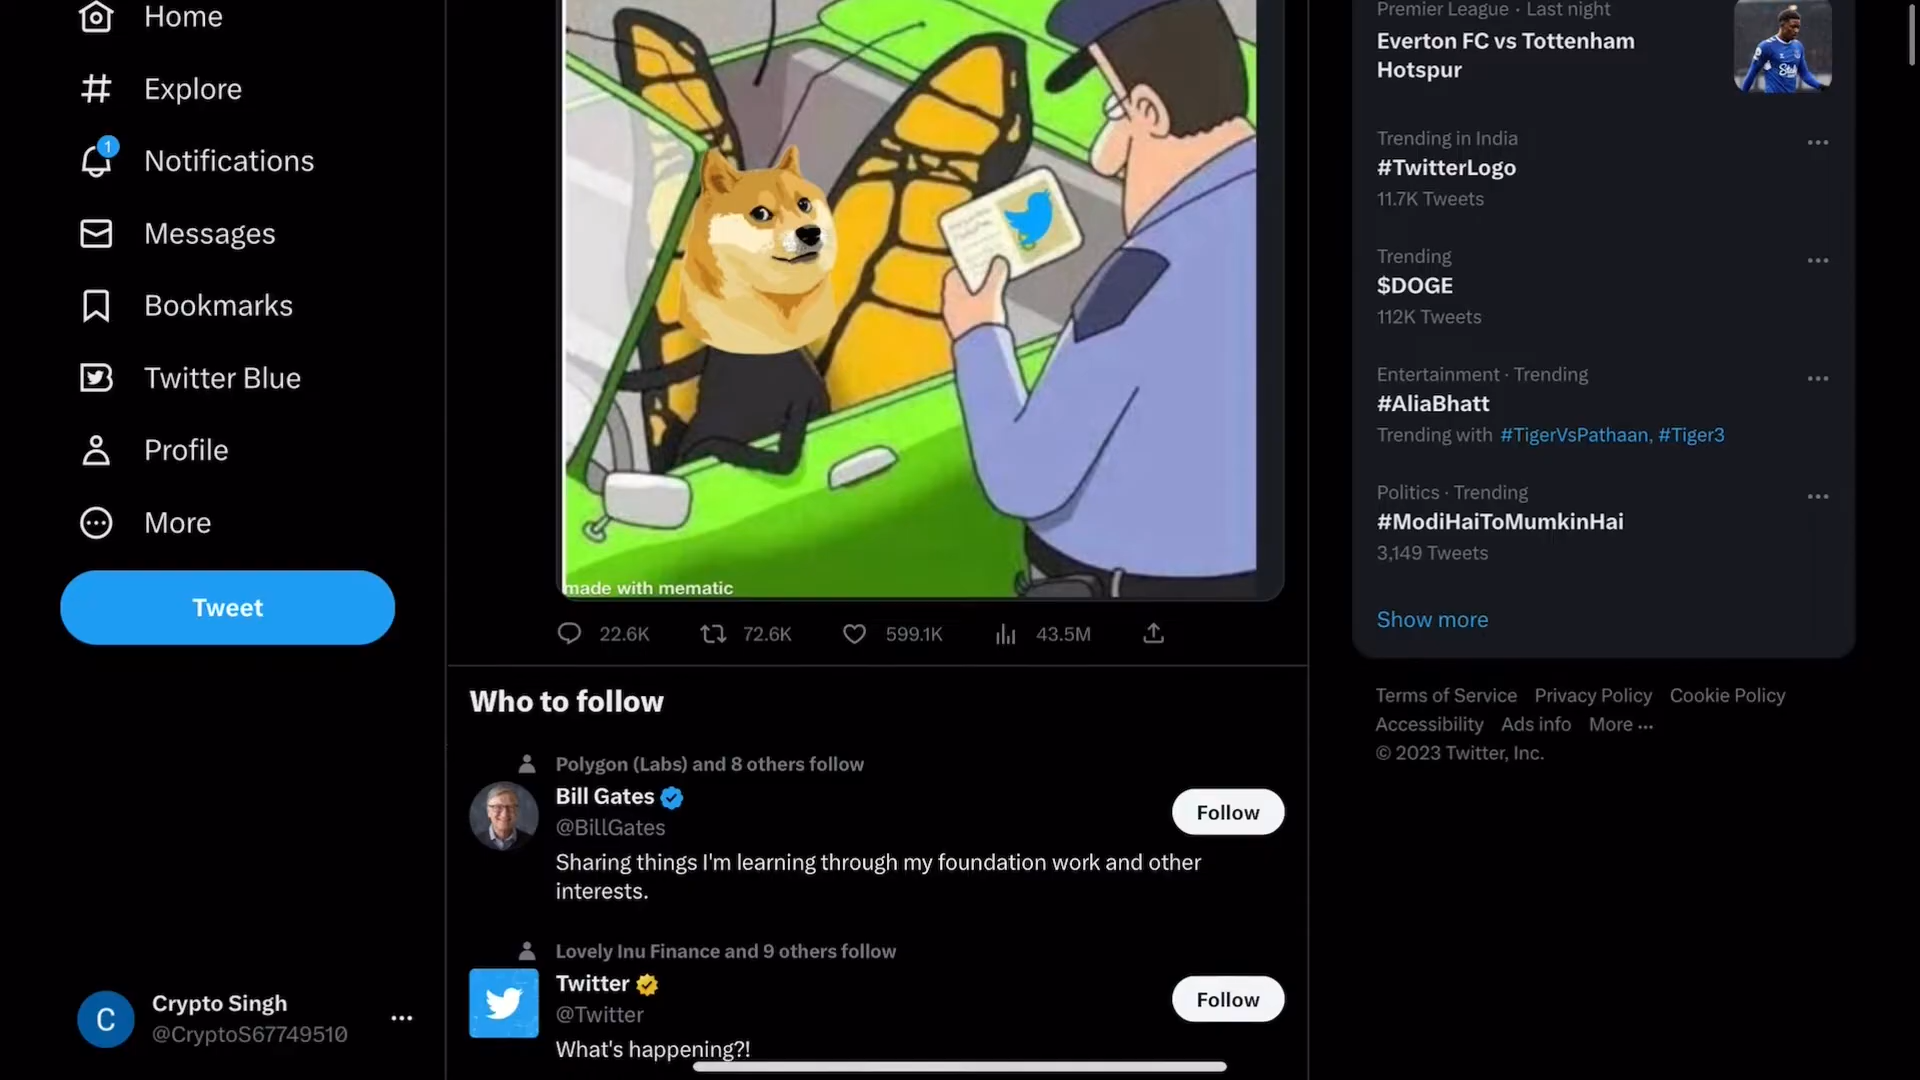 Home
Explore
1
Notifications
Messages
Bookmarks
Twitter Blue
Profile
More
Tweet
C
Crypto Singh
@CryptoS67749510
made with mematic
22.6K
72.6K
599.1K
43.5M
Who to follow
Polygon (Labs) and 8 others follow
Bill Gates
@BillGates
Follow
Sharing things I'm learning through my foundation work and other
interests.
Lovely Inu Finance and 9 others follow
Twitter
@Twitter
Follow
What's happening?!
Premier League · Last night
Everton FC vs Tottenham
Hotspur
Trending in India
#TwitterLogo
11.7K Tweets
Trending
$DOGE
112K Tweets
Entertainment · Trending
#AliaBhatt
Trending with #TigerVsPathaan, #Tiger3
Politics · Trending
#ModiHaiToMumkinHai
3,149 Tweets
Show more
Terms of Service Privacy Policy Cookie Policy
Accessibility Ads info More ···
© 2023 Twitter, Inc.